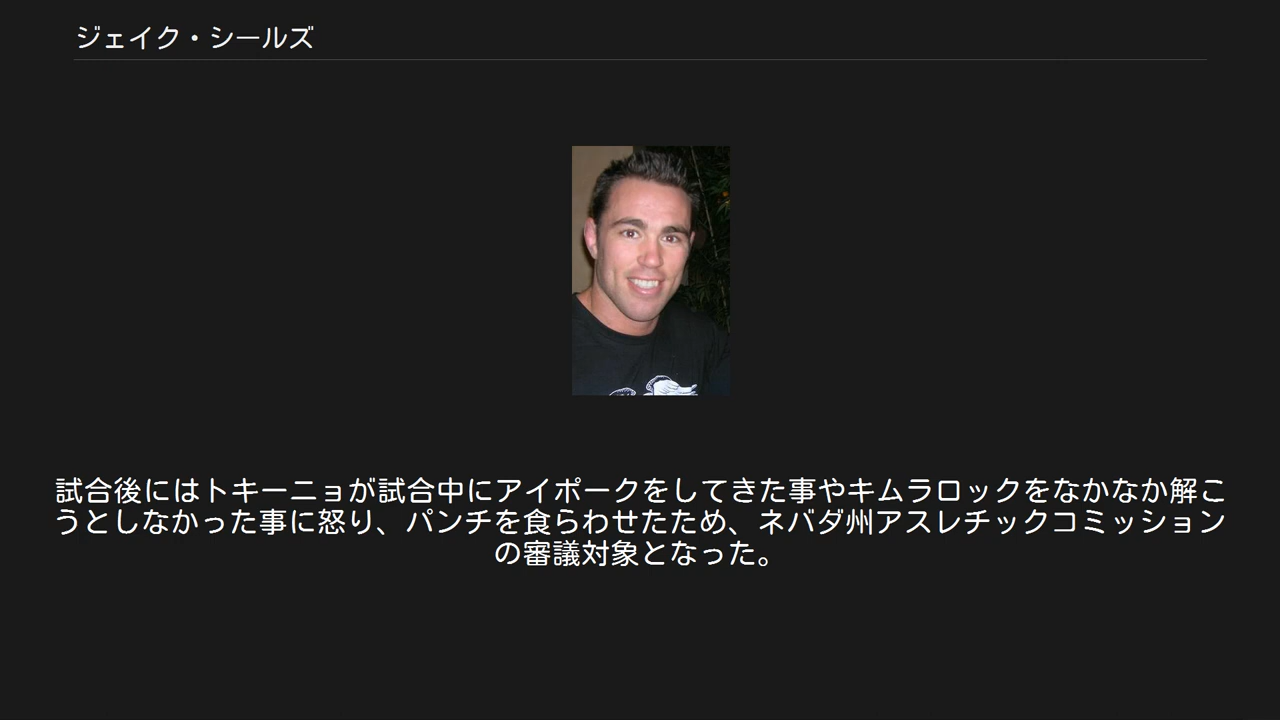 ジェイク・シールズ
試合後にはトキーニョが試合中にアイポークをしてきた事やキムラロックをなかなか解こ
うとしなかった事に怒り、パンチを食らわせたため、ネバダ州アスレチックコミッション
の審議対象となった。